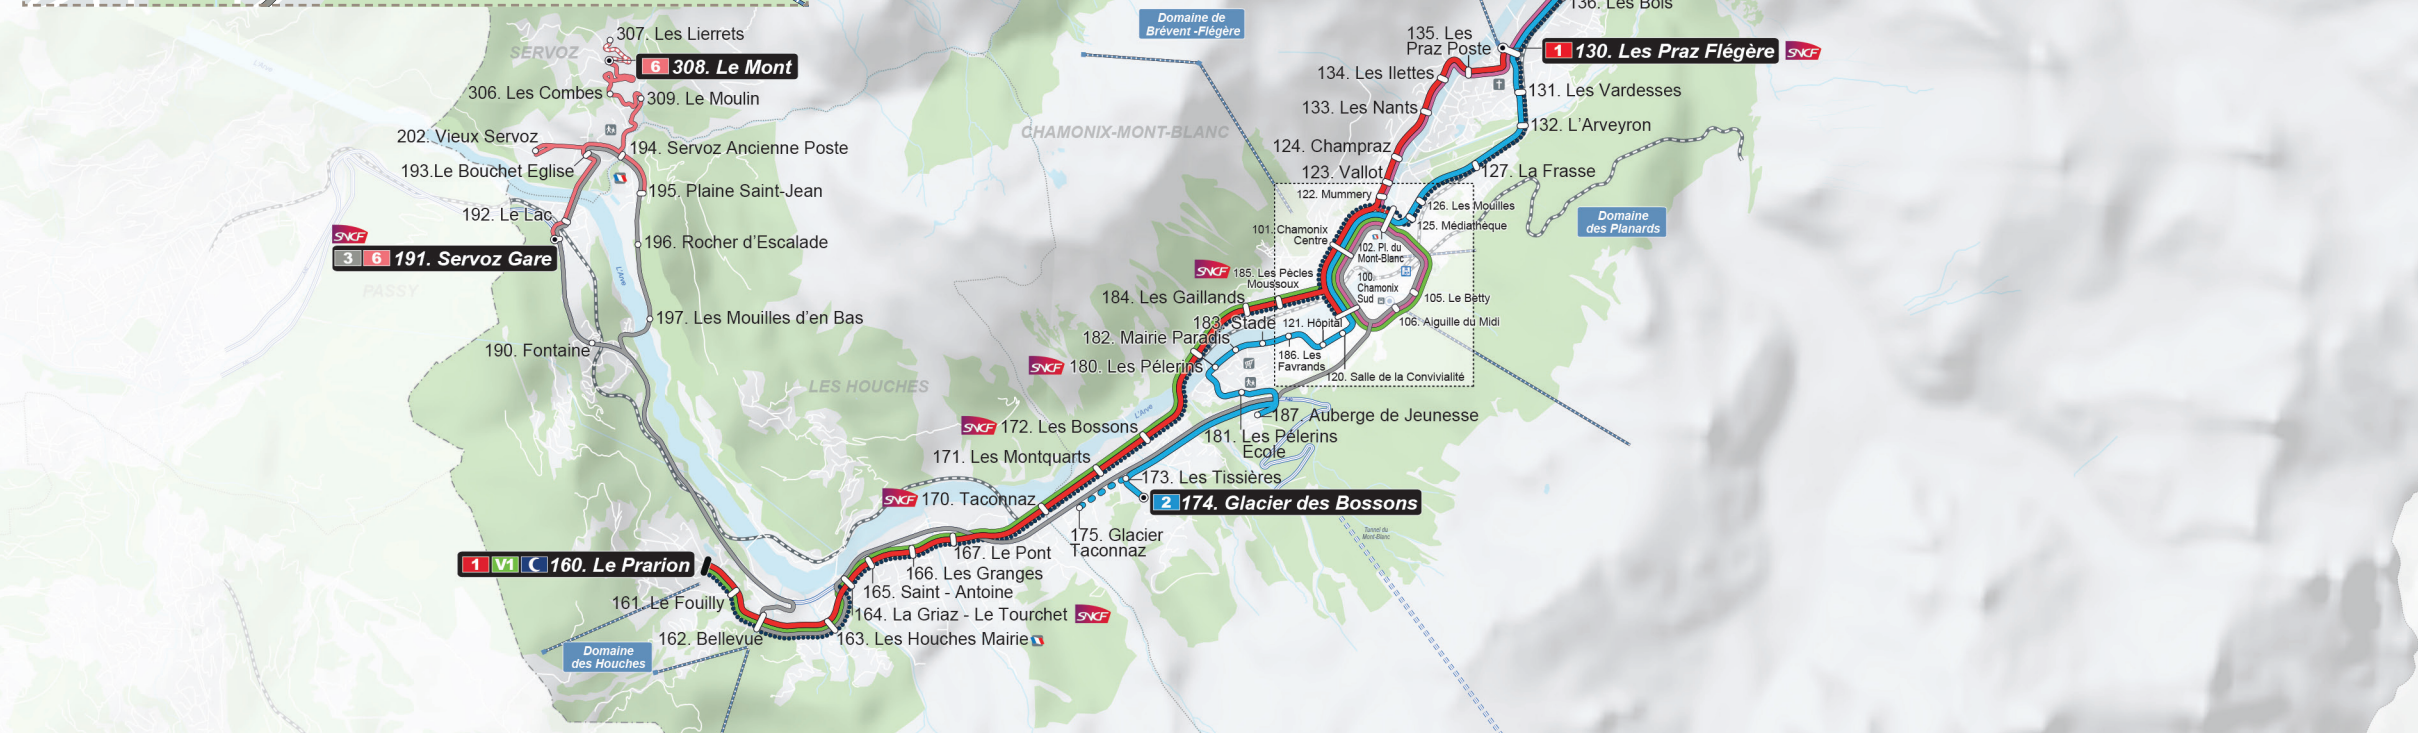 136. Les Bois
Domaine de
Brévent -Flégère
307. Les Lierrets
SERVOZ
6 308. Le Mont
306. Les Combes
309. Le Moulin
202. Vieux Servoz
193.Le Bouchet Eglise
194. Servoz Ancienne Poste
195. Plaine Saint-Jean
192. Le Lac
SNCF
3 6 191. Servoz Gare
196. Rocher d'Escalade
PASSY
L'Arve
L'Arve
197. Les Mouilles d'en Bas
190. Fontaine
LES HOUCHES
CHAMONIX-MONT-BLANC
135. Les
Praz Poste
1 130. Les Praz Flégère SNCF
134. Les Ilettes
131. Les Vardesses
133. Les Nants
132. L'Arveyron
124. Champraz
123. Vallot
127. La Frasse
122. Mummery
126. Les Mouilles
125. Médiathèque
Domaine
des Planards
101. Chamonix
Centre
102. Pl. du
Mont-Blanc
100.
Chamonix
Sud
SNCF
185. Les Pècles
Moussoux
184. Les Gaillands
105. Le Betty
106. Aiguille du Midi
183. Stade
121. Hôpital
182. Mairie Paradis
186. Les
Favrands
SNCF 180. Les Pélerins
120. Salle de la Convivialité
L'Arve
187. Auberge de Jeunesse
SNCF 172. Les Bossons
181. Les Pélerins
Ecole
171. Les Montquarts
173. Les Tissières
SNCF 170. Taconnaz
2 174. Glacier des Bossons
175. Glacier
Taconnaz
Tunnel du
Mont-Blanc
167. Le Pont
1 V1 160. Le Prarion
166. Les Granges
165. Saint - Antoine
161. Le Fouilly
164. La Griaz - Le Tourchet SNCF
162. Bellevue
163. Les Houches Mairie
Domaine
des Houches